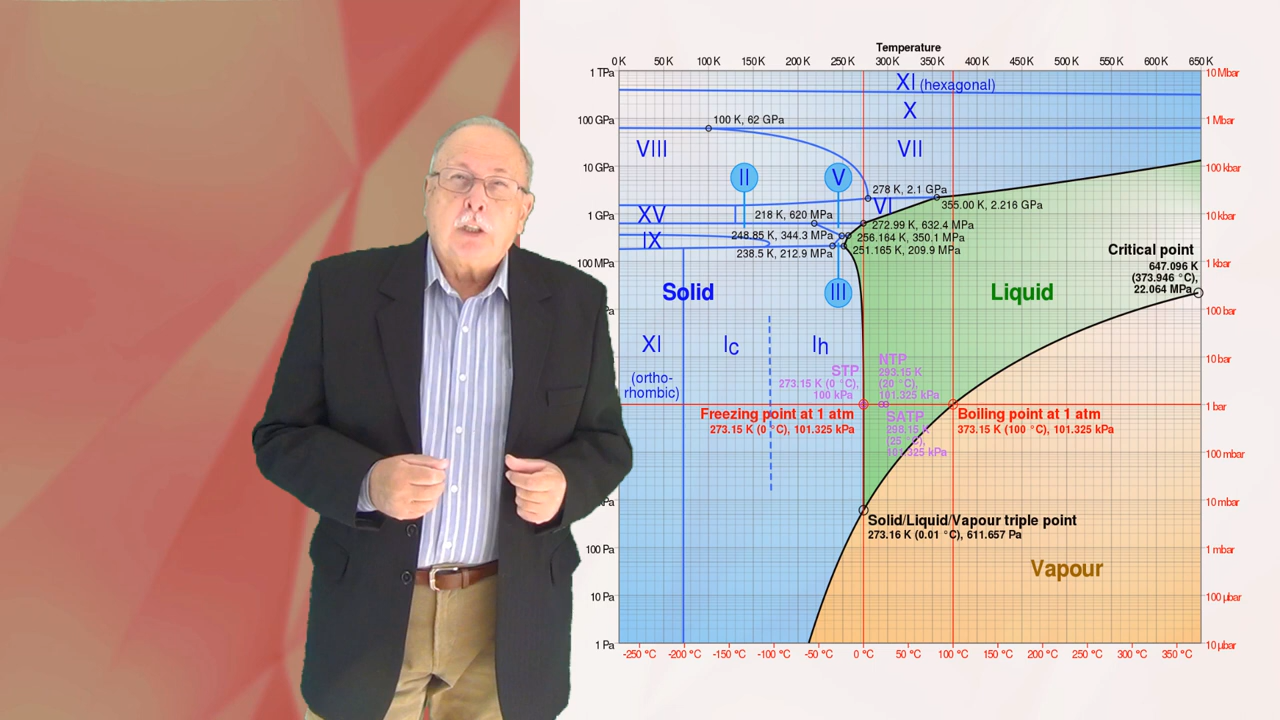 Temperature
0 K 50 K 100 K 150 K 200 K 250 K 300 K 350 K 400 K 450 K 500 K 550 K 600 K 650 K
1 TPa
10 Mbar
XI (hexagonal)
X
100 GPa
100 K, 62 GPa
1 Mbar
VIII
VII
10 GPa
100 kbar
II
V
278 K, 2.1 GPa
VI
355.00 K, 2.216 GPa
1 GPa
XV
218 K, 620 MPa
10 kbar
272.99 K, 632.4 MPa
IX
248.85 K, 344.3 MPa
256.164 K, 350.1 MPa
238.5 K, 212.9 MPa
251.165 K, 209.9 MPa
Critical point
647.096 K
(373.946 °C),
22.064 MPa
100 MPa
1 kbar
Solid
III
Liquid
100 bar
XI
Ic
Ih
(ortho-
rhombic)
10 bar
STP
273.15 K (0 °C),
100 kPa
NTP
293.15 K
(20 °C),
101.325 kPa
1 bar
Freezing point at 1 atm
273.15 K (0 °C), 101.325 kPa
SATP
298.15 K
(25 °C),
101.325 kPa
Boiling point at 1 atm
373.15 K (100 °C), 101.325 kPa
100 mbar
10 mbar
Solid/Liquid/Vapour triple point
273.16 K (0.01 °C), 611.657 Pa
100 Pa
1 mbar
Vapour
10 Pa
100 µbar
1 Pa
10 µbar
-250 °C -200 °C -150 °C -100 °C -50 °C 0 °C 50 °C 100 °C 150 °C 200 °C 250 °C 300 °C 350 °C